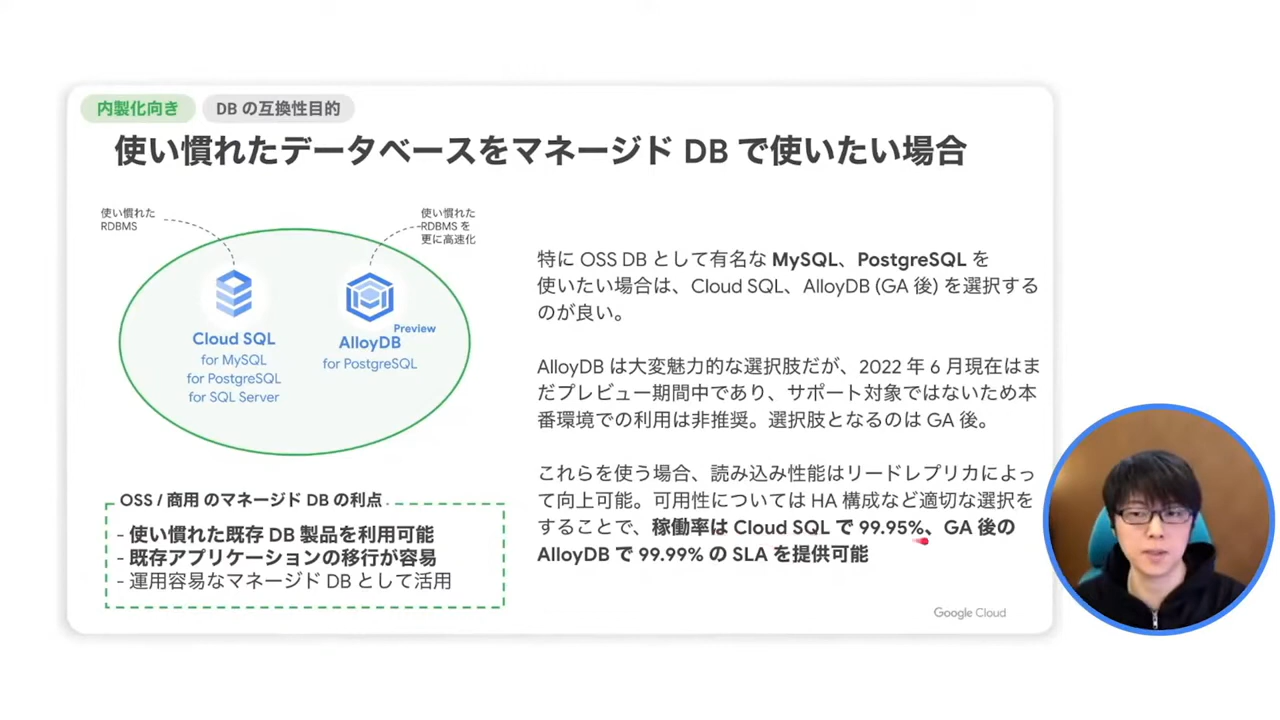 内製化向き
DB の互換性目的
使い慣れたデータベースをマネージド DB で使いたい場合
使い慣れた
RDBMS
使い慣れた
RDBMS を
更に高速化
Cloud SQL
for MySQL
for PostgreSQL
for SQL Server
Preview
AlloyDB
for PostgreSQL
OSS / 商用 のマネージド DB の利点
- 使い慣れた既存 DB 製品を利用可能
- 既存アプリケーションの移行が容易
- 運用容易なマネージド DB として活用
特に OSS DB として有名な MySQL、PostgreSQL を
使いたい場合は、Cloud SQL、AlloyDB (GA 後) を選択する
のが良い。
AlloyDB は大変魅力的な選択肢だが、2022 年 6 月現在はま
だプレビュー期間中であり、サポート対象ではないため本
番環境での利用は非推奨。選択肢となるのは GA 後。
これらを使う場合、読み込み性能はリードレプリカによっ
て向上可能。可用性については HA 構成など適切な選択を
することで、稼働率は Cloud SQL で 99.95%、GA 後の
AlloyDB で 99.99% の SLA を提供可能
Google Cloud